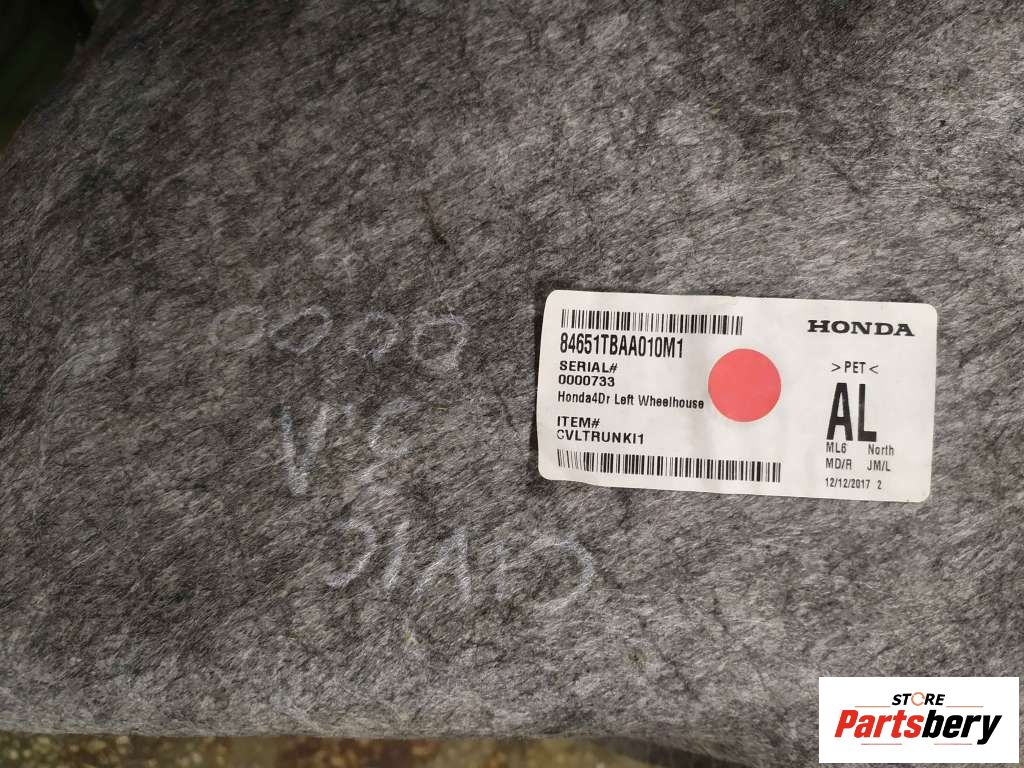 84651TBAA010M1
HONDA
SERIAL#
0000733
Honda4Dr Left Wheelhouse
ITEM#
CVLTRUNKI1
>PET<
AL
ML6 North
MD/R JM/L
12/12/2017 2
CIVIC
STORE
Partsbery